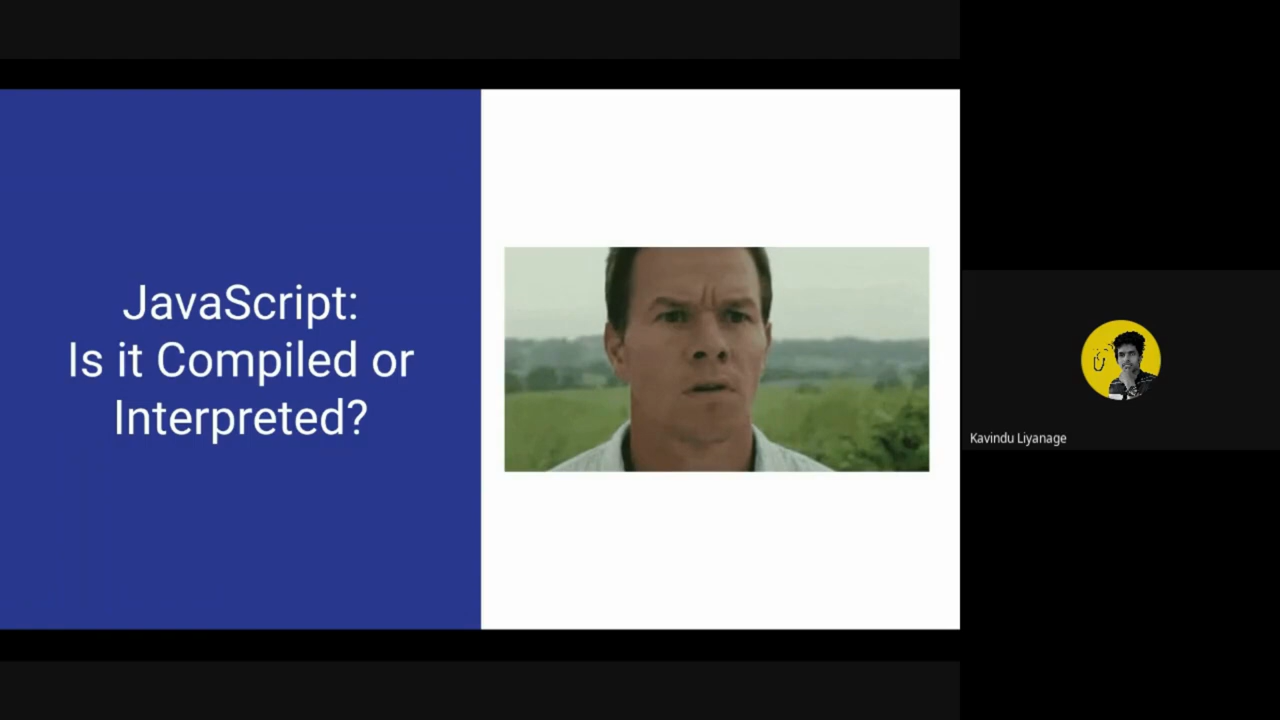 JavaScript:
Is it Compiled or
Interpreted?
Kavindu Liyanage